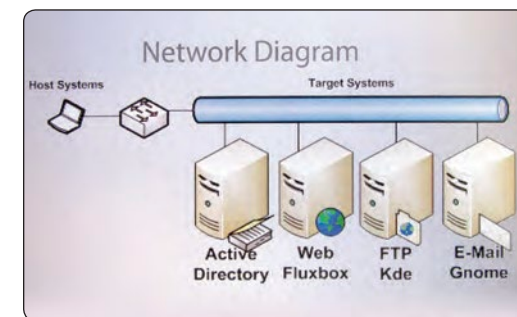 Network Diagram
Host Systems
Target Systems
Active
Directory
Web
Fluxbox
FTP
Kde
E-Mail
Gnome